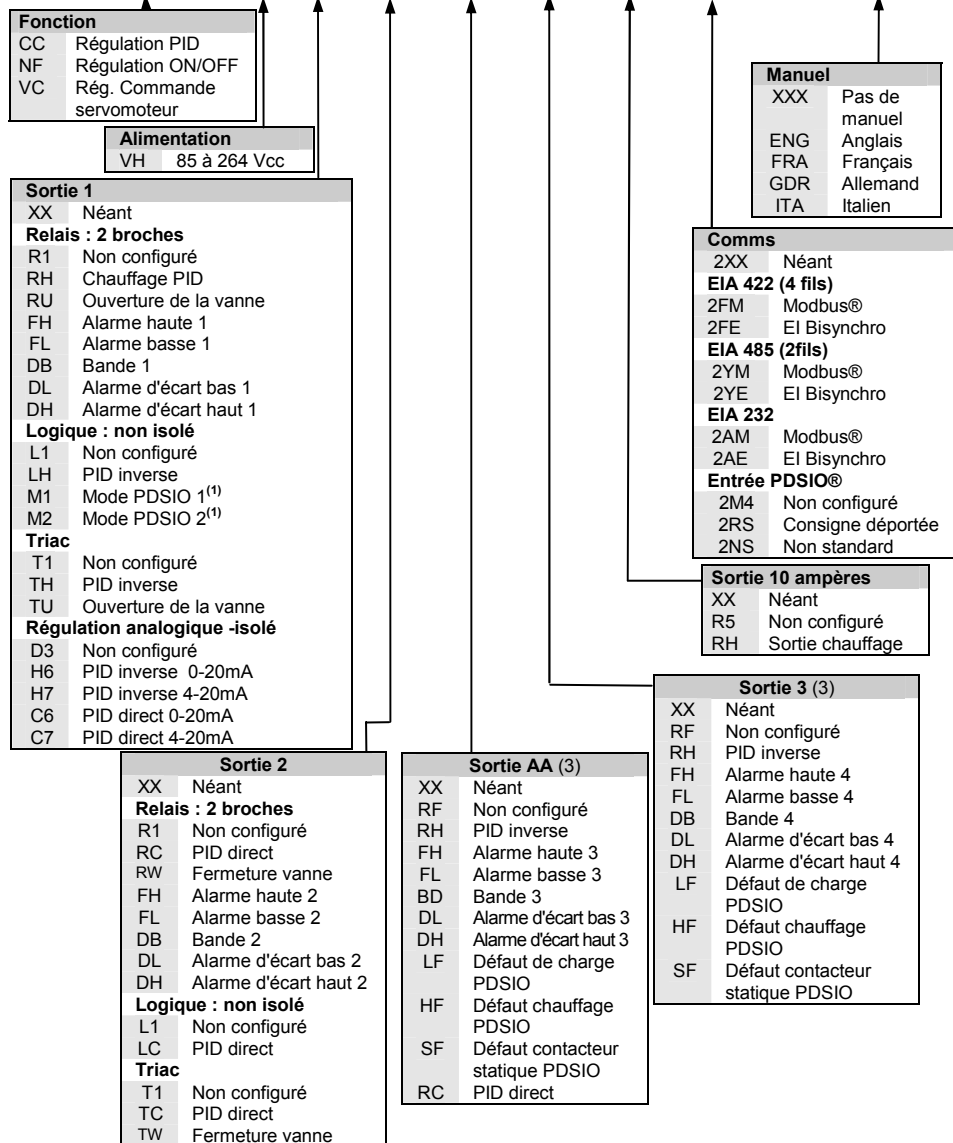 Fonction
CC Régulation PID
NF Régulation ON/OFF
VC Rég. Commande
servomoteur
Alimentation
VH 85 à 264 Vcc
Sortie 1
XX Néant
Relais : 2 broches
R1 Non configuré
RH Chauffage PID
RU Ouverture de la vanne
FH Alarme haute 1
FL Alarme basse 1
DB Bande 1
DL Alarme d'écart bas 1
DH Alarme d'écart haut 1
Logique : non isolé
L1 Non configuré
LH PID inverse
M1 Mode PDSIO 1(1)
M2 Mode PDSIO 2(1)
Triac
T1 Non configuré
TH PID inverse
TU Ouverture de la vanne
Régulation analogique -isolé
D3 Non configuré
H6 PID inverse 0-20mA
H7 PID inverse 4-20mA
C6 PID direct 0-20mA
C7 PID direct 4-20mA
Sortie 2
XX Néant
Relais : 2 broches
R1 Non configuré
RC PID direct
RW Fermeture vanne
FH Alarme haute 2
FL Alarme basse 2
DB Bande 2
DL Alarme d'écart bas 2
DH Alarme d'écart haut 2
Logique : non isolé
L1 Non configuré
LC PID direct
Triac
T1 Non configuré
TC PID direct
TW Fermeture vanne
Sortie AA (3)
XX Néant
RF Non configuré
RH PID inverse
FH Alarme haute 3
FL Alarme basse 3
BD Bande 3
DL Alarme d'écart bas 3
DH Alarme d'écart haut 3
LF Défaut de charge
PDSIO
HF Défaut chauffage
PDSIO
SF Défaut contacteur
statique PDSIO
RC PID direct
Sortie 3 (3)
XX Néant
RF Non configuré
RH PID inverse
FH Alarme haute 4
FL Alarme basse 4
DB Bande 4
DL Alarme d'écart bas 4
DH Alarme d'écart haut 4
LF Défaut de charge
PDSIO
HF Défaut chauffage
PDSIO
SF Défaut contacteur
statique PDSIO
Sortie 10 ampères
XX Néant
R5 Non configuré
RH Sortie chauffage
Comms
2XX Néant
EIA 422 (4 fils)
2FM Modbus®
2FE EI Bisynchro
EIA 485 (2fils)
2YM Modbus®
2YE EI Bisynchro
EIA 232
2AM Modbus®
2AE EI Bisynchro
Entrée PDSIO®
2M4 Non configuré
2RS Consigne déportée
2NS Non standard
Manuel
XXX Pas de
manuel
ENG Anglais
FRA Français
GDR Allemand
ITA Italien